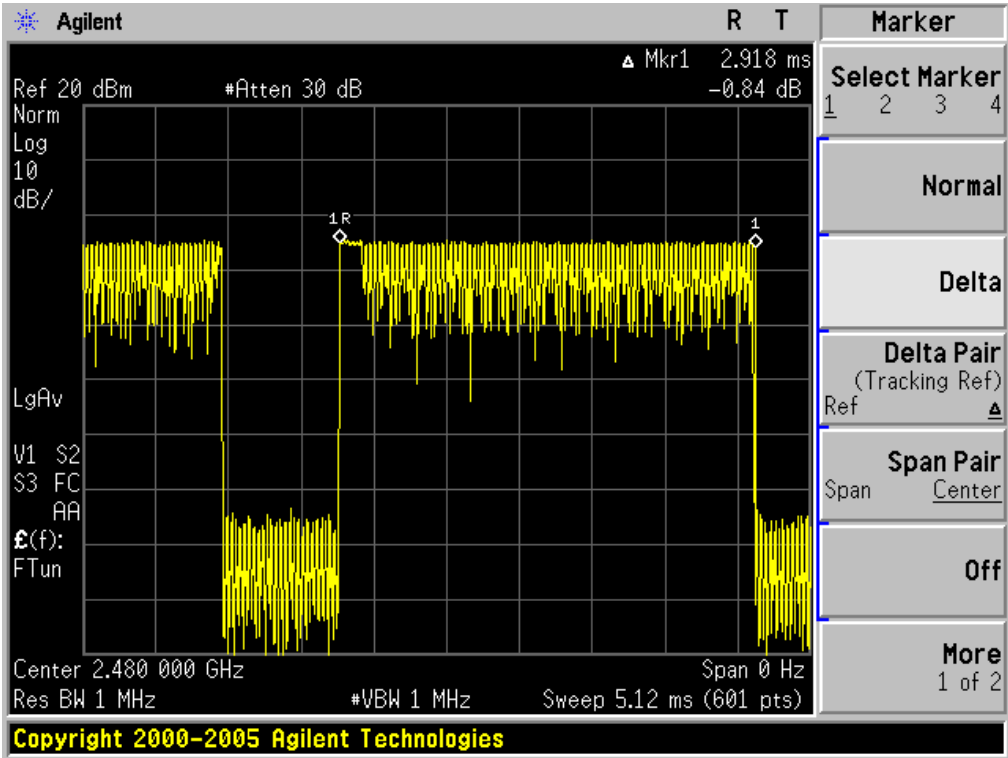 Agilent
R T
Marker
Δ Mkr1 2.918 ms
Ref 20 dBm #Atten 30 dB -0.84 dB
Norm
Log
10
dB/
1R
1
LgAv
V1 S2
S3 FC
AA
£(f):
FTun
Center 2.480 000 GHz Span 0 Hz
Res BW 1 MHz #VBW 1 MHz Sweep 5.12 ms (601 pts)
Copyright 2000-2005 Agilent Technologies
Select Marker
1 2 3 4
Normal
Delta
Delta Pair
(Tracking Ref)
Ref Δ
Span Pair
Span Center
Off
More
1 of 2